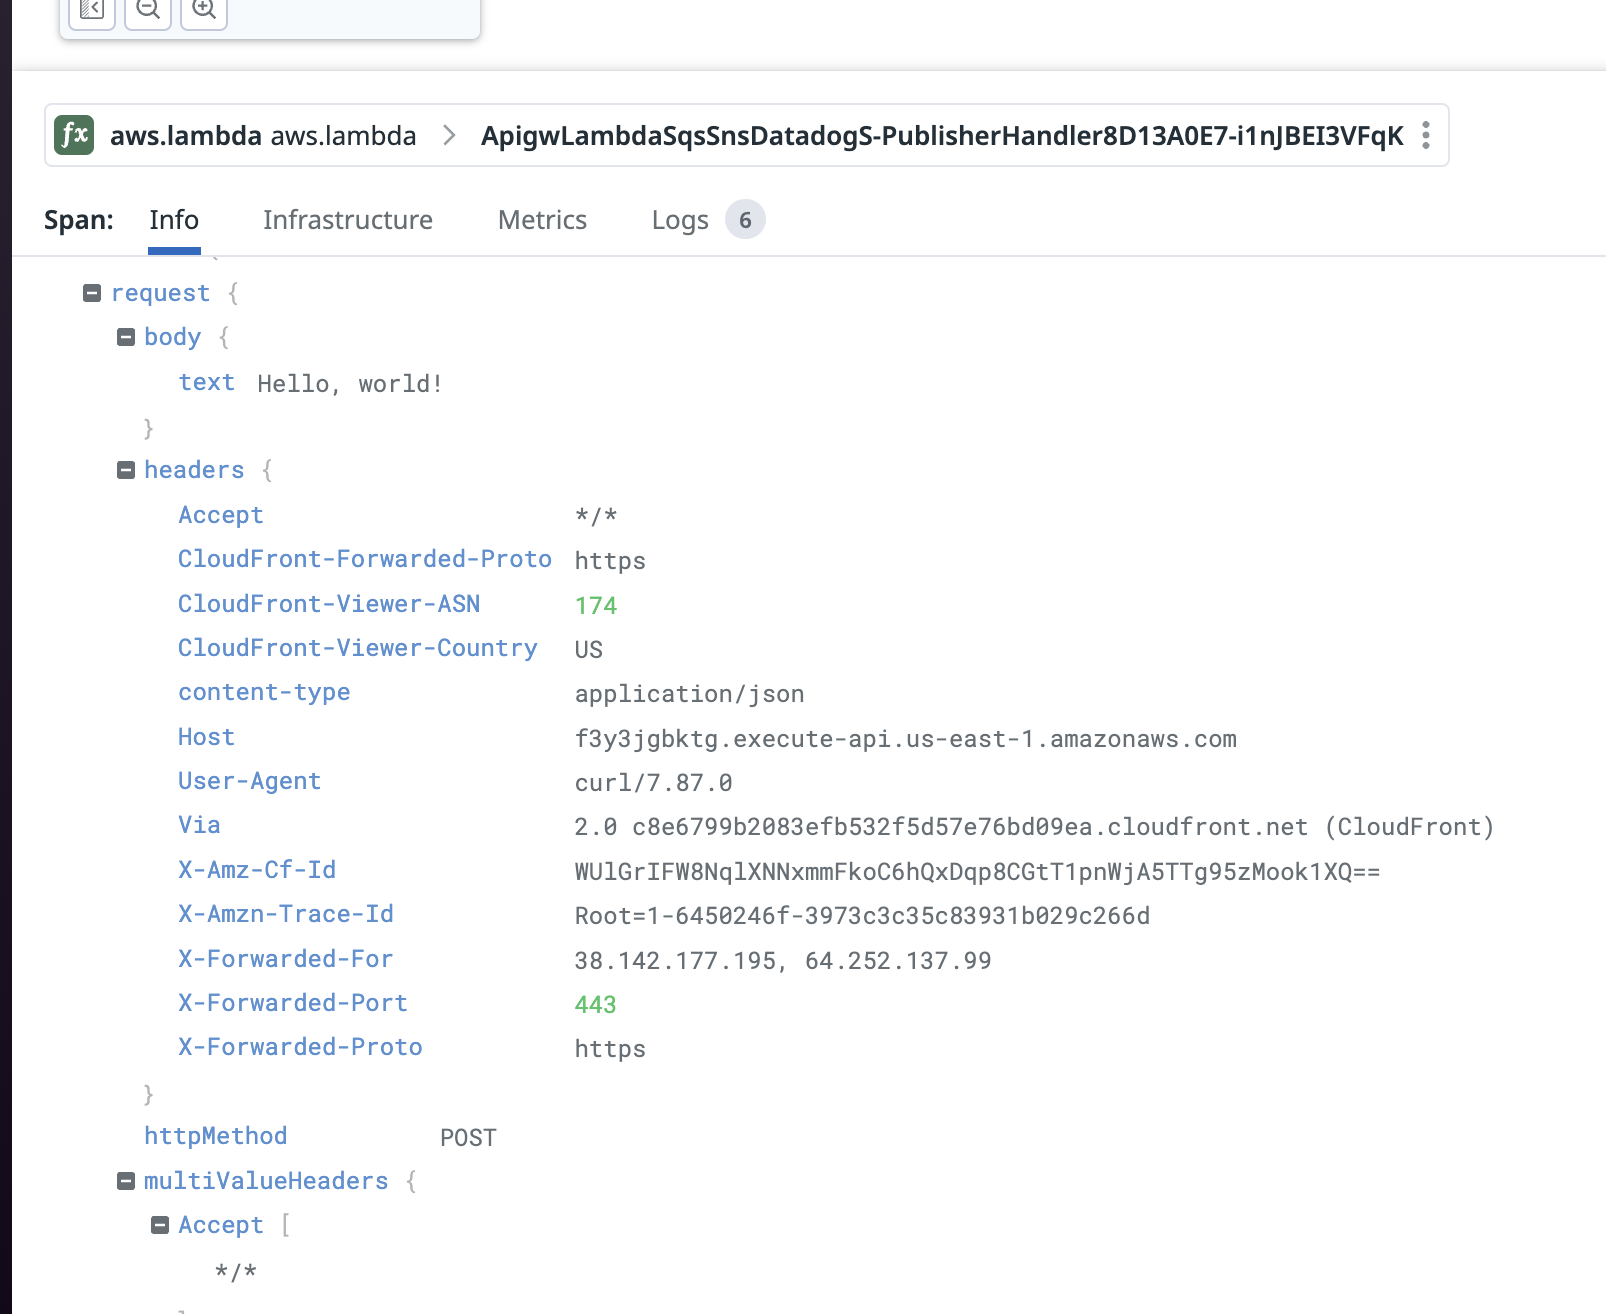 fx aws.lambda aws.lambda > ApigwLambdaSqsSnsDatadogS-PublisherHandler8D13A0E7-i1nJBEI3VFqK
Span: Info Infrastructure Metrics Logs 6
request {
body {
text Hello, world!
}
headers {
Accept */*
CloudFront-Forwarded-Proto https
CloudFront-Viewer-ASN 174
CloudFront-Viewer-Country US
content-type application/json
Host f3y3jgbktg.execute-api.us-east-1.amazonaws.com
User-Agent curl/7.87.0
Via 2.0 c8e6799b2083efb532f5d57e76bd09ea.cloudfront.net (CloudFront)
X-Amz-Cf-Id WUlGrIFW8NqlXNNxmmFkoC6hQxDqp8CGtT1pnWjA5TTg95zMook1XQ==
X-Amzn-Trace-Id Root=1-6450246f-3973c3c35c83931b029c266d
X-Forwarded-For 38.142.177.195, 64.252.137.99
X-Forwarded-Port 443
X-Forwarded-Proto https
}
httpMethod POST
multiValueHeaders {
Accept [
*/*